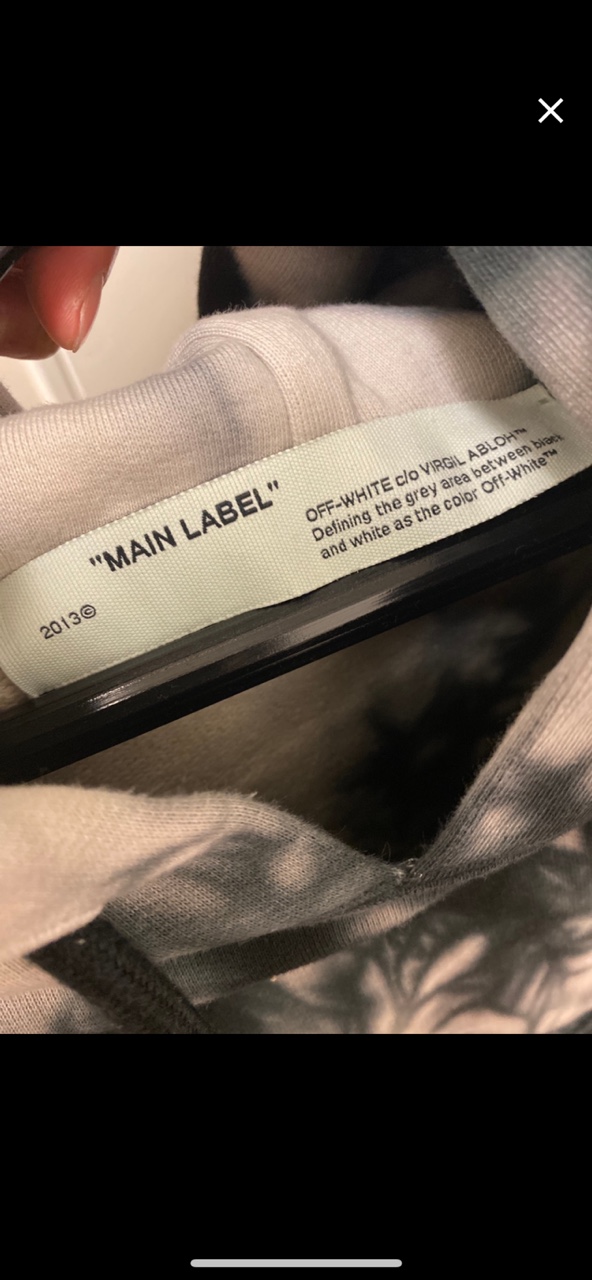 "MAIN LABEL"
2013©
OFF-WHITE c/o VIRGIL ABLOH™
Defining the grey area between black
and white as the color Off-White™